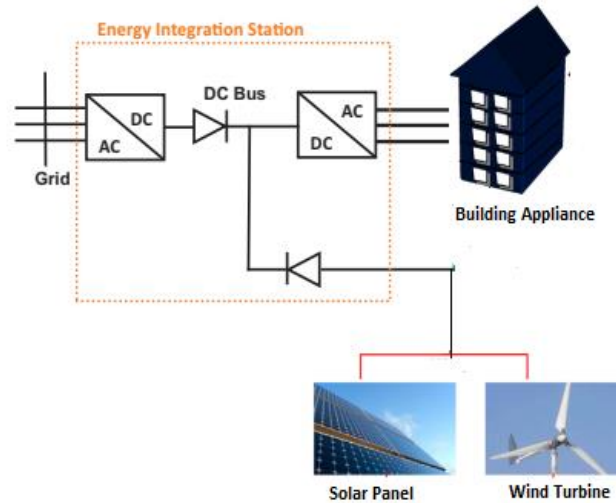 Energy Integration Station
DC Bus
DC
AC
AC
DC
Grid
Building Appliance
Solar Panel
Wind Turbine